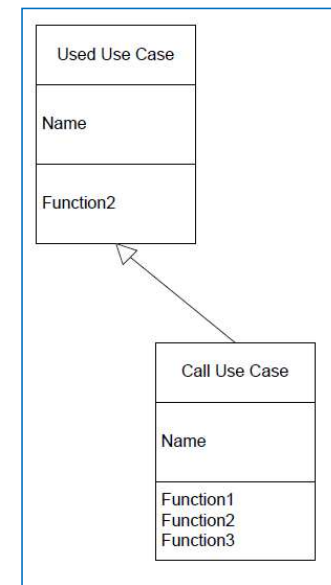 Used Use Case
Name
Function2
Call Use Case
Name
Function1
Function2
Function3